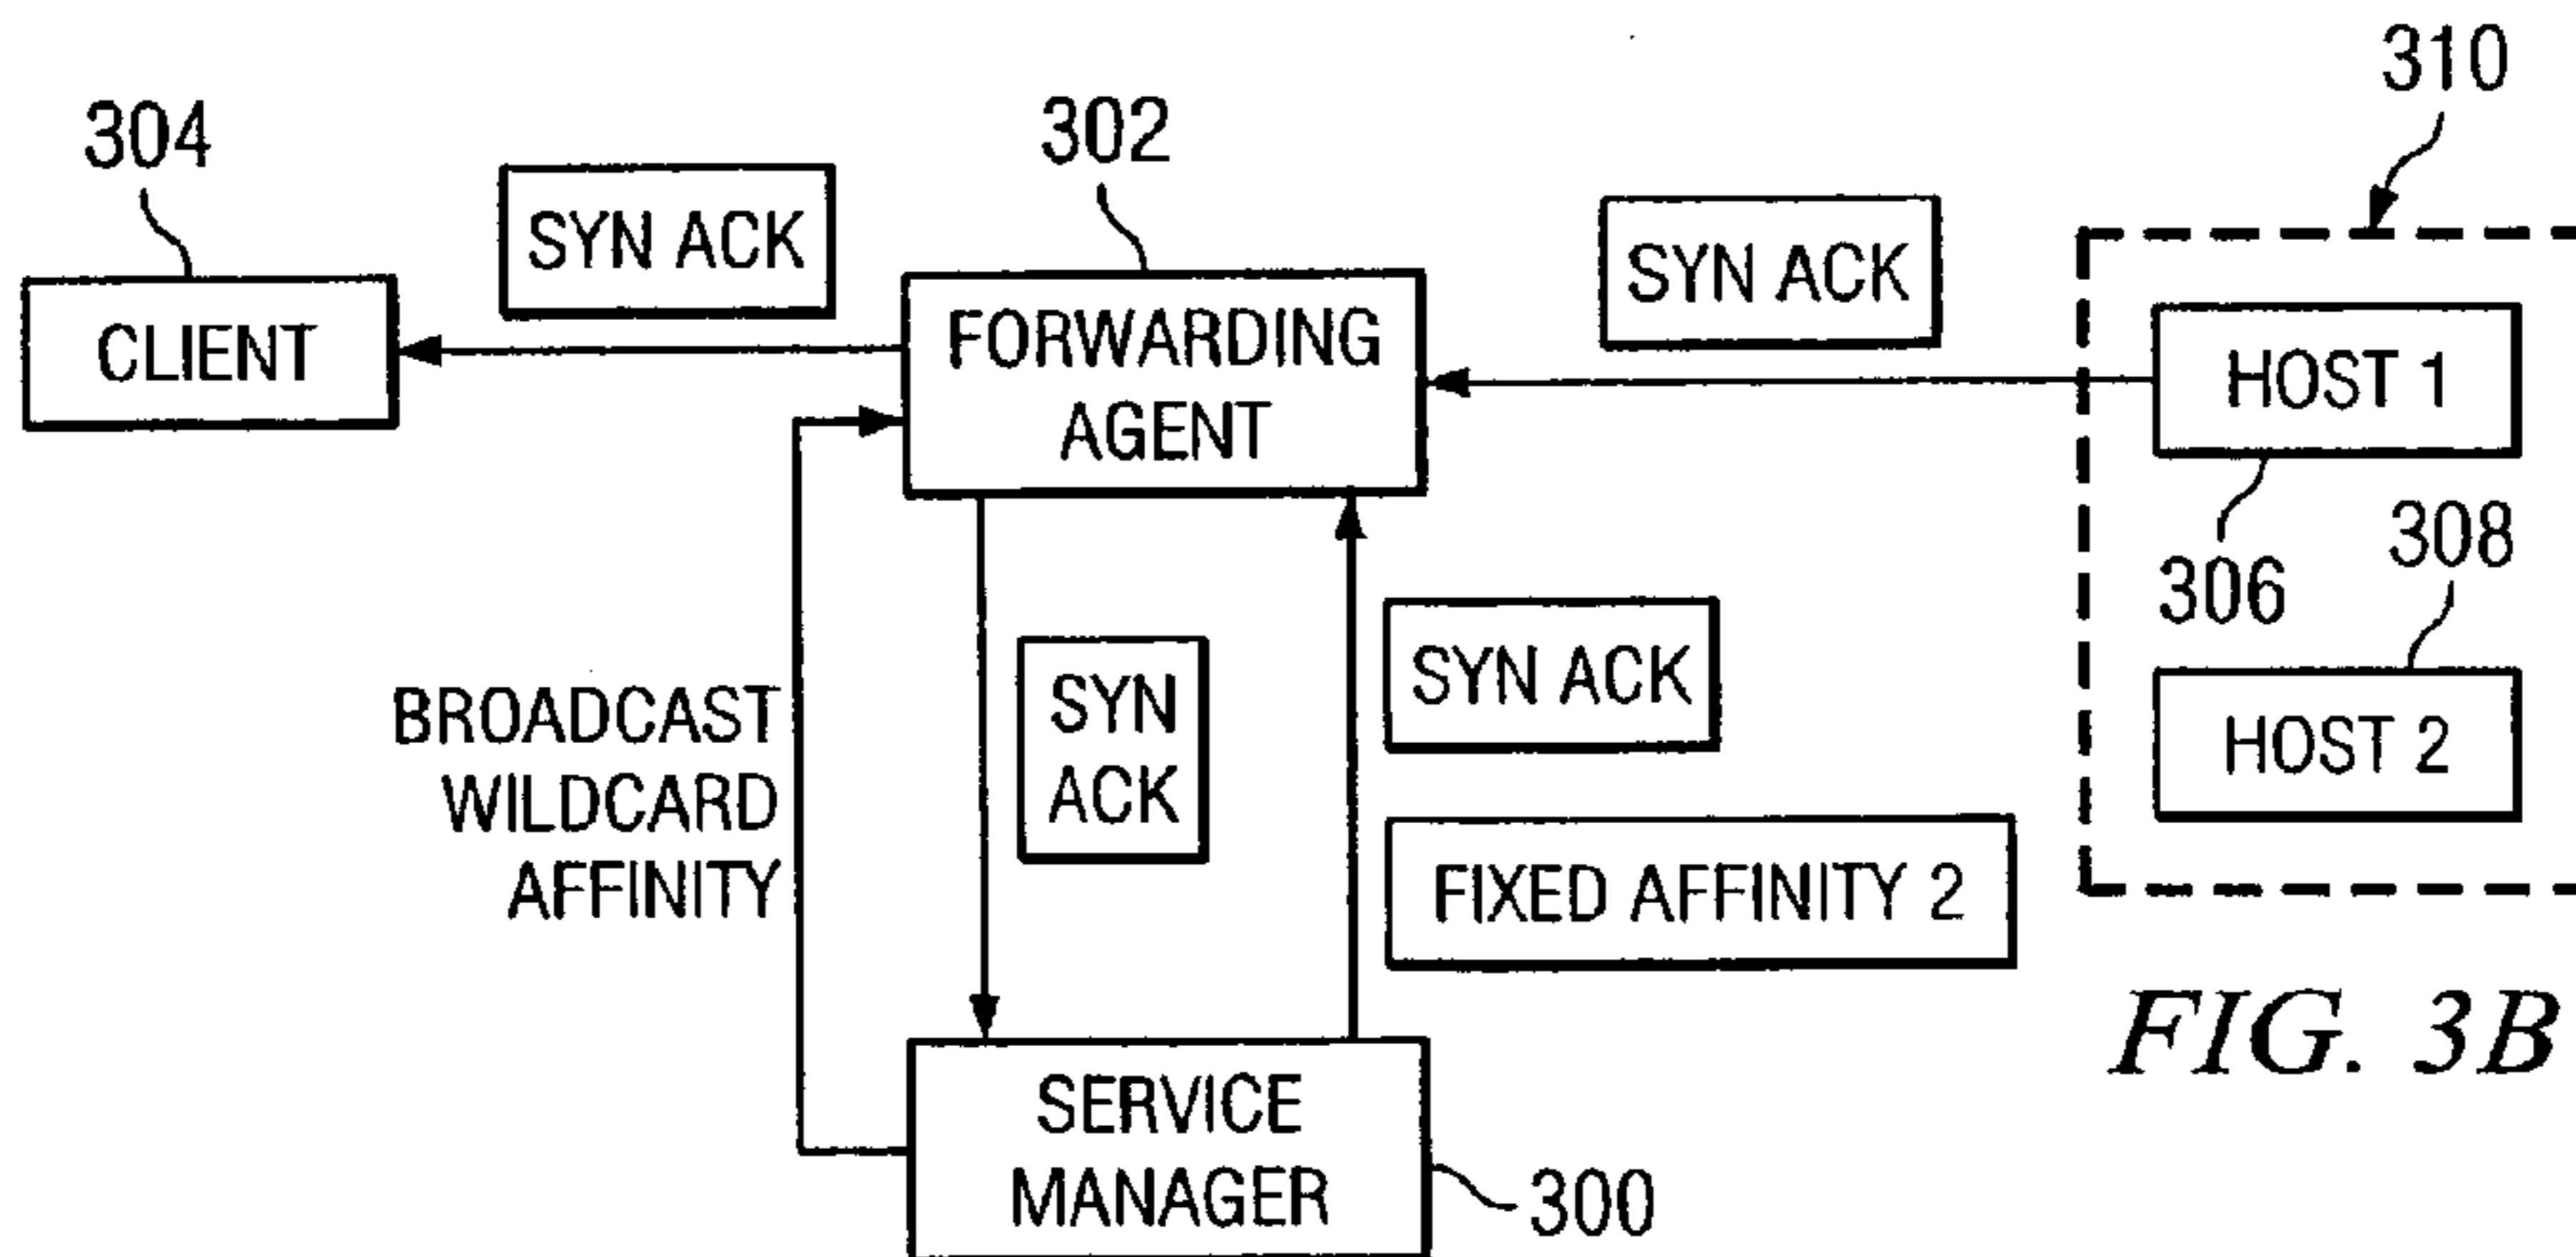 310
304
302
SYN ACK
SYN ACK
CLIENT
FORWARDING
AGENT
HOST 1
306
308
HOST 2
BROADCAST
WILDCARD
AFFINITY
SYN
ACK
SYN ACK
FIXED AFFINITY 2
FIG. 3B
SERVICE
MANAGER
300